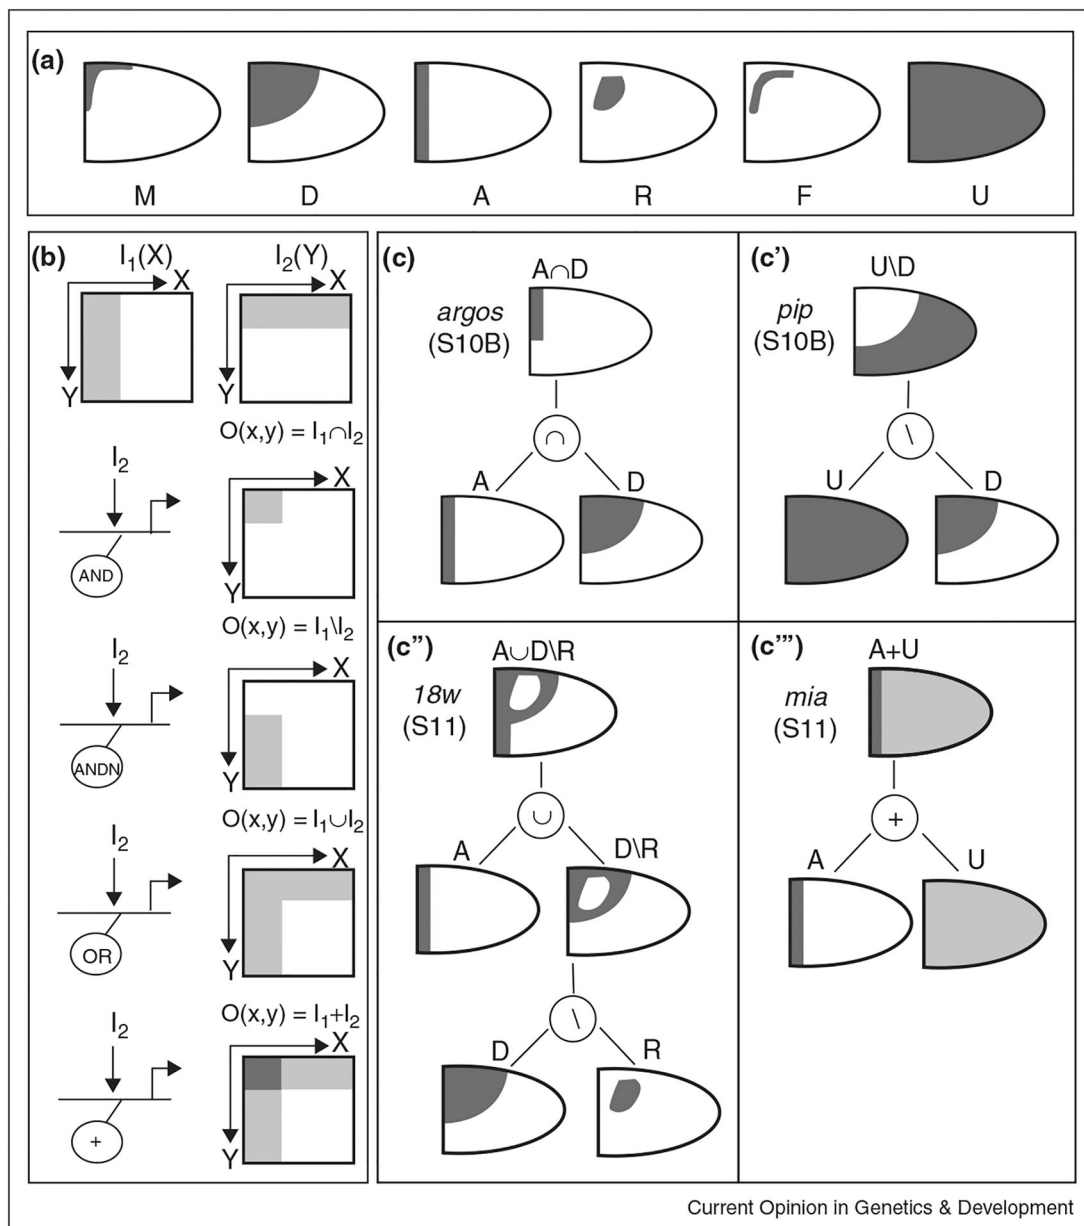 (a)
M D A R F U
(b)
I₁(X) I₂(Y)
X X
Y Y
O(x,y) = I₁∩I₂
I₂
X
AND
Y
O(x,y) = I₁\I₂
I₂
X
ANDN
Y
O(x,y) = I₁∪I₂
I₂
X
OR
Y
O(x,y) = I₁+I₂
I₂
X
+
Y
(c)
A∩D
argos
(S10B)
∩
A D
(c')
U\D
pip
(S10B)
\
U D
(c")
A∪D\R
18w
(S11)
∪
A D\R
\
D R
(c"')
A+U
mia
(S11)
+
A U
Current Opinion in Genetics & Development